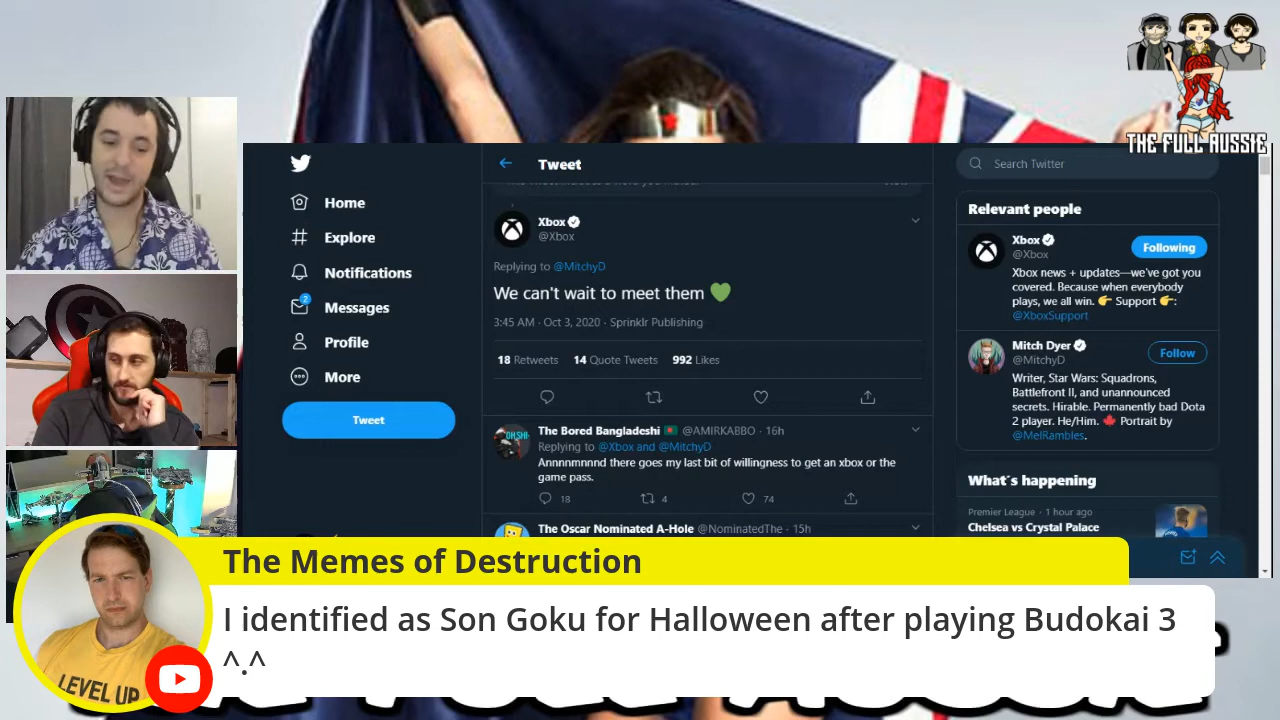 THE FULL AUSSIE
Tweet
Search Twitter
Home
Explore
Notifications
2
Messages
Profile
More
Tweet
Xbox
@Xbox
Replying to @MitchyD
We can't wait to meet them 💚
3:45 AM · Oct 3, 2020 · Sprinklr Publishing
18 Retweets 14 Quote Tweets 992 Likes
The Bored Bangladeshi 🇧🇩 @AMIRKABBO · 16h
Replying to @Xbox and @MitchyD
Annnnmnnnd there goes my last bit of willingness to get an xbox or the
game pass.
18 4 74
The Oscar Nominated A-Hole @NominatedThe · 15h
Relevant people
Xbox
@Xbox
Following
Xbox news + updates—we've got you
covered. Because when everybody
plays, we all win. 👉 Support 👉:
@XboxSupport
Mitch Dyer
@MitchyD
Follow
Writer, Star Wars: Squadrons,
Battlefront II, and unannounced
secrets. Hirable. Permanently bad Dota
2 player. He/Him. 🍁 Portrait by
@MelRambles.
What's happening
Premier League · 1 hour ago
Chelsea vs Crystal Palace
The Memes of Destruction
I identified as Son Goku for Halloween after playing Budokai 3
^.^
LEVEL UP